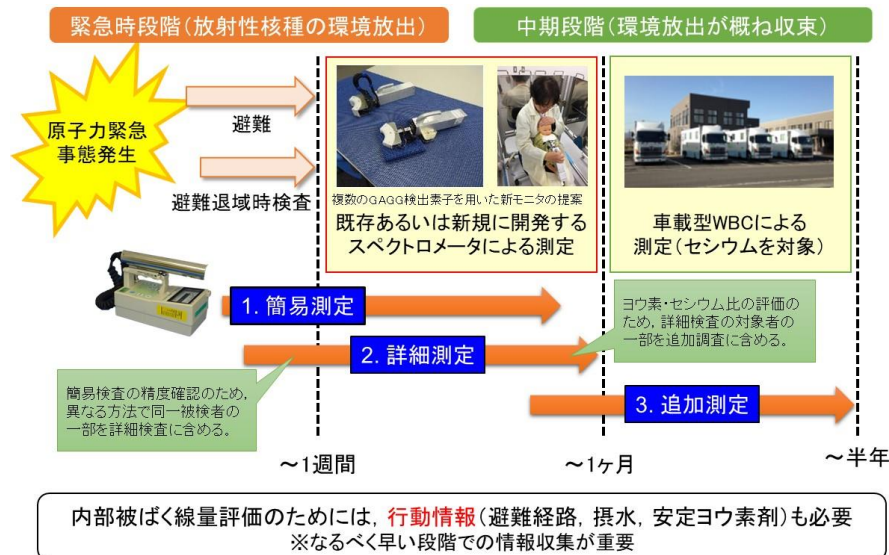 緊急時段階（放射性核種の環境放出）
中期段階（環境放出が概ね収束）
原子力緊急
事態発生
避難
避難退域時検査
複数のGAGG検出素子を用いた新モニタの提案
既存あるいは新規に開発する
スペクトロメータによる測定
車載型WBCによる
測定（セシウムを対象）
1. 簡易測定
ヨウ素・セシウム比の評価の
ため，詳細検査の対象者の
一部を追加調査に含める。
2. 詳細測定
簡易検査の精度確認のため，
異なる方法で同一被検者の
一部を詳細検査に含める。
3. 追加測定
～1週間
～1ヶ月
～半年
内部被ばく線量評価のためには，行動情報（避難経路，摂水，安定ヨウ素剤）も必要
※なるべく早い段階での情報収集が重要